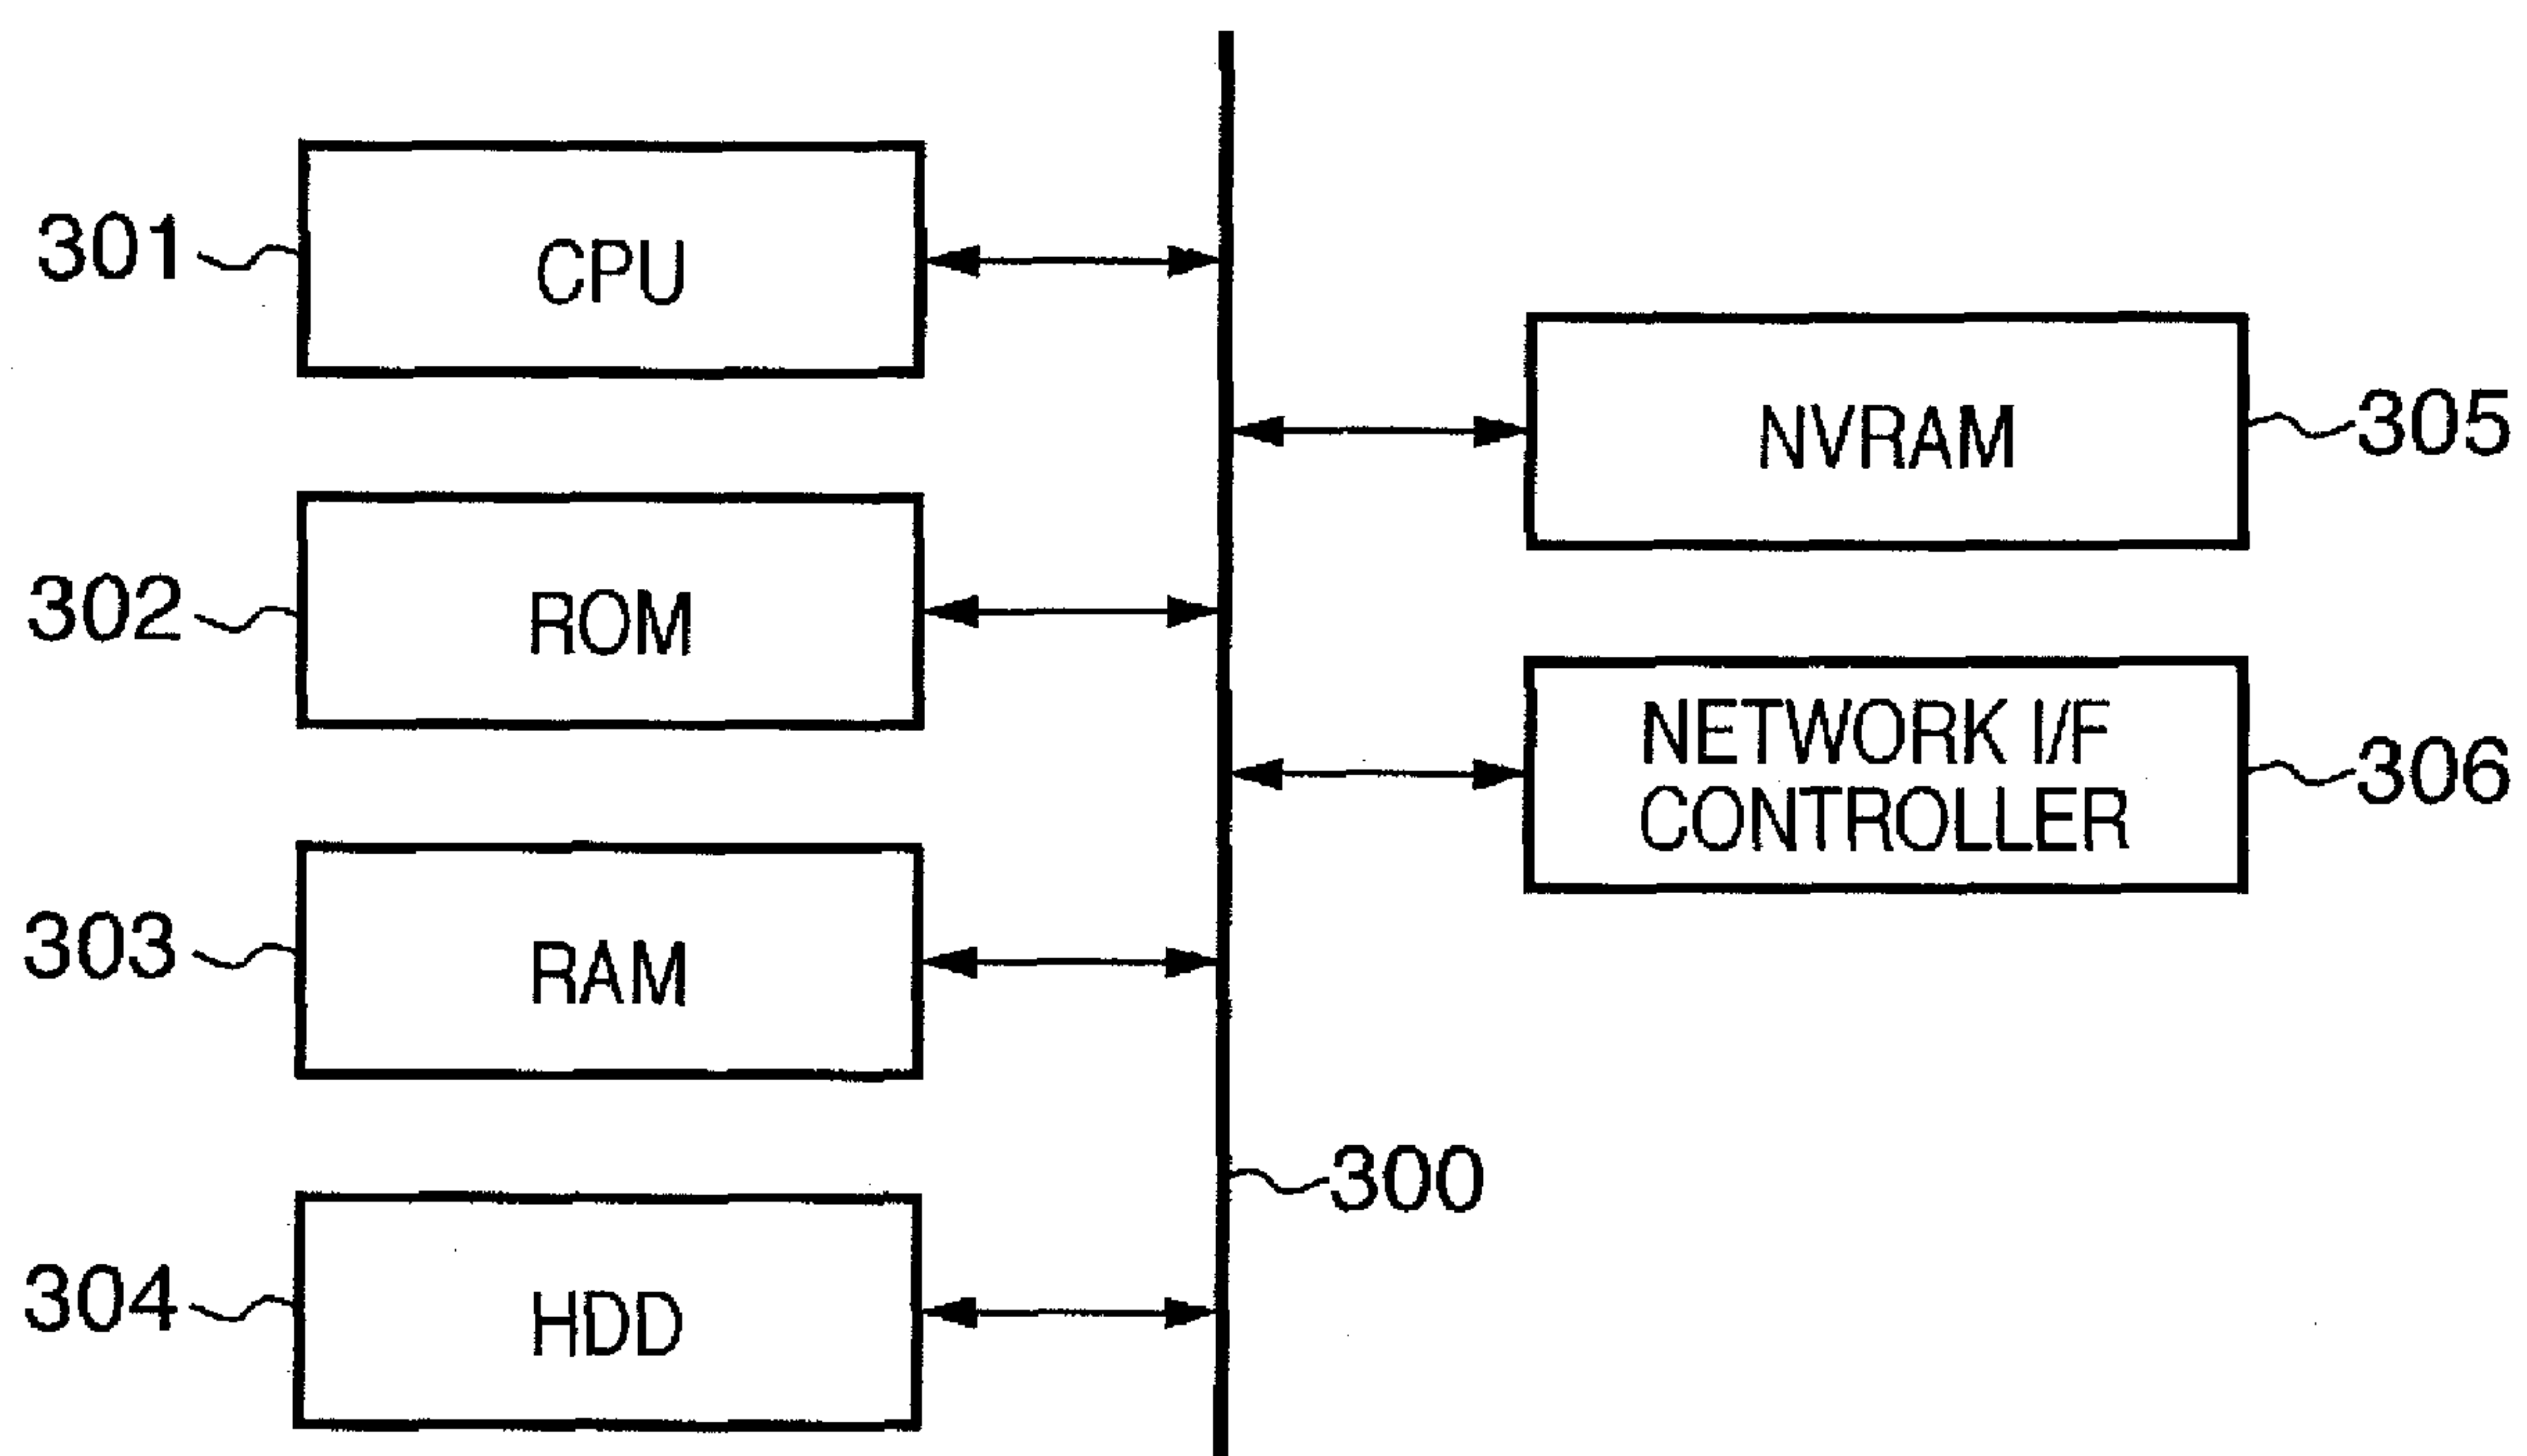 301
CPU
302
ROM
303
RAM
304
HDD
NVRAM
305
NETWORK I/F
CONTROLLER
306
300